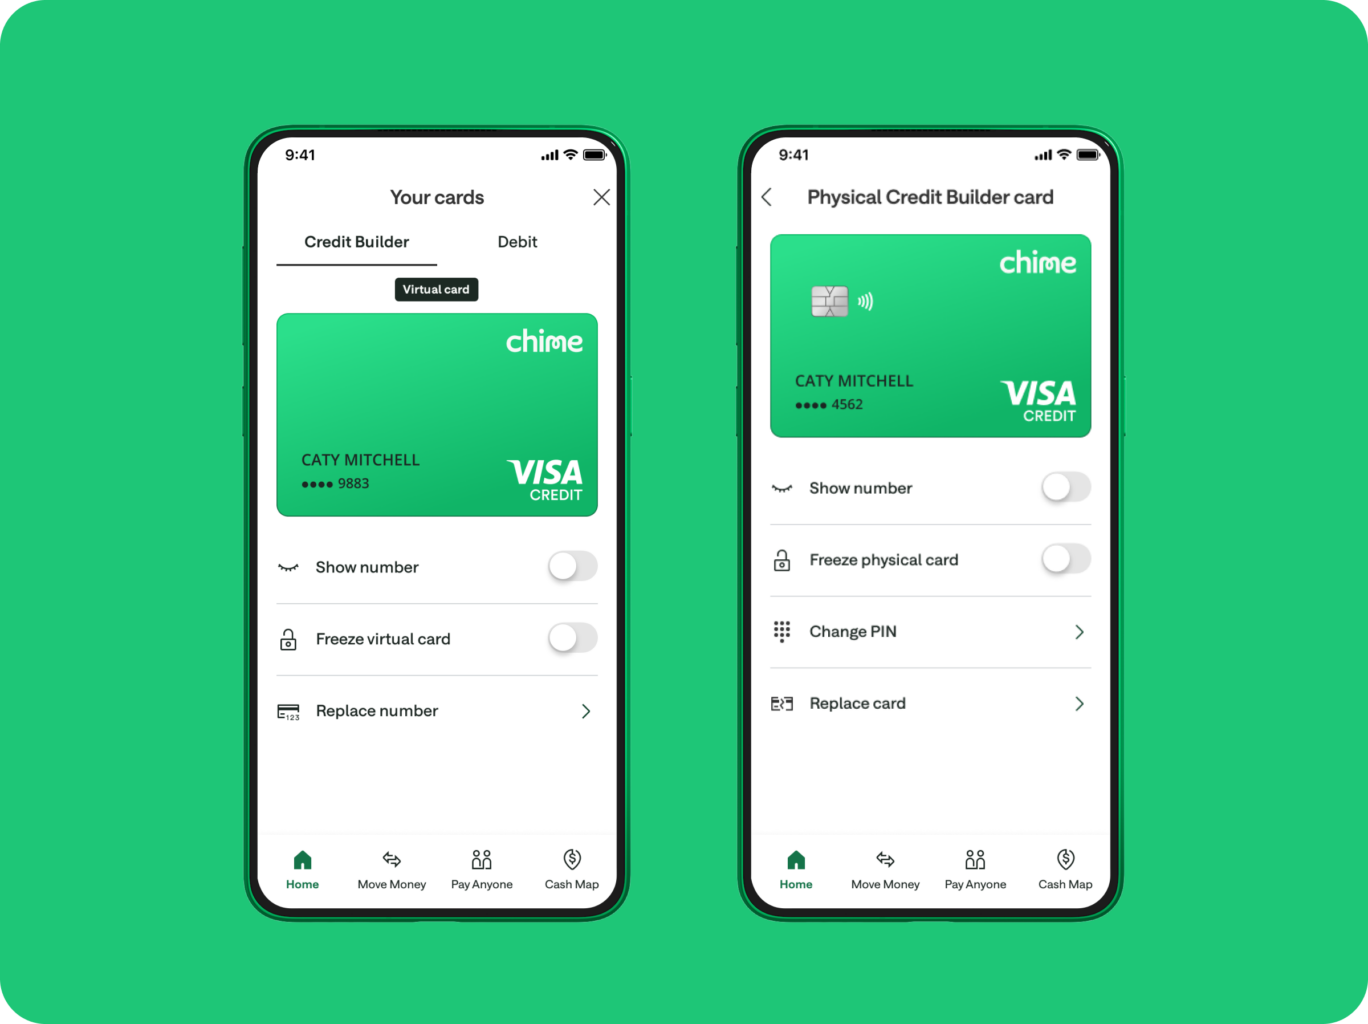 9:41
Your cards
Credit Builder Debit
Virtual card
chime
CATY MITCHELL
•••• 9883
VISA
CREDIT
Show number
Freeze virtual card
123
Replace number
Home Move Money Pay Anyone Cash Map
9:41
Physical Credit Builder card
chime
CATY MITCHELL
•••• 4562
VISA
CREDIT
Show number
Freeze physical card
Change PIN
Replace card
Home Move Money Pay Anyone Cash Map